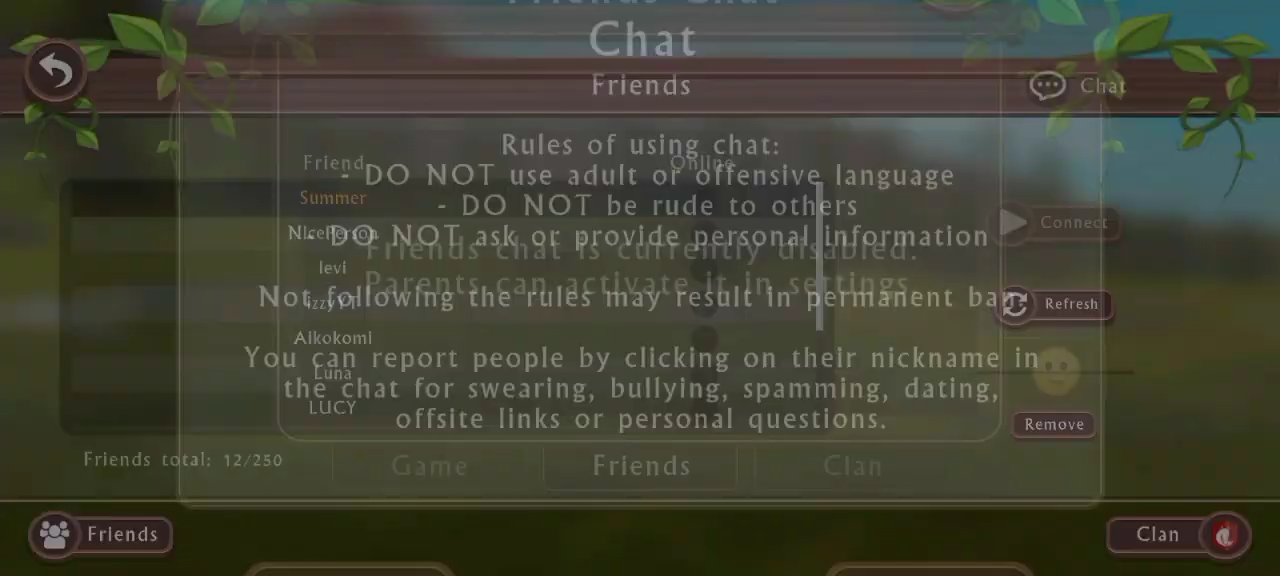 Friends Chat
Chat
Friends
Chat
Rules of using chat:
Friend
Online
- DO NOT use adult or offensive language
Summer
- DO NOT be rude to others
Connect
NicePerson
- DO NOT ask or provide personal information
Friends chat is currently disabled.
levi
Parents can activate it in settings
Not following the rules may result in permanent ban
izzyYT
Refresh
Alkokomi
You can report people by clicking on their nickname in
Luna
the chat for swearing, bullying, spamming, dating,
LUCY
offsite links or personal questions.
Remove
Friends total: 12/250
Game
Friends
Clan
Friends
Clan